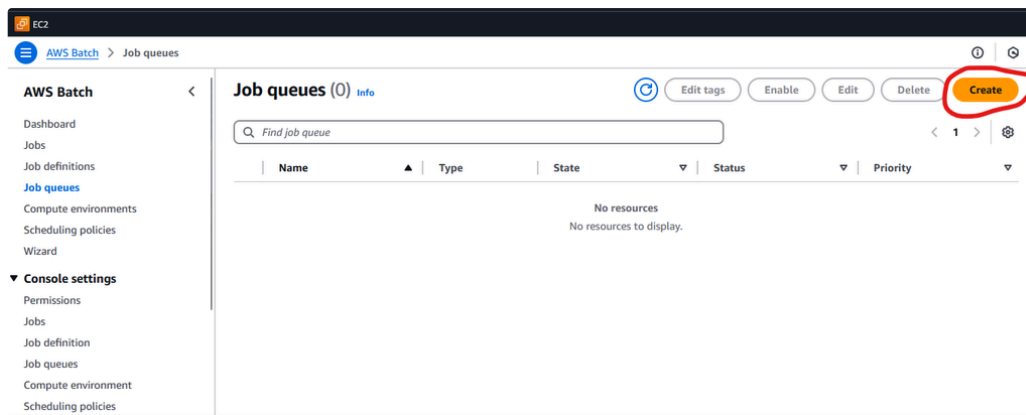 EC2
AWS Batch > Job queues
AWS Batch
Dashboard
Jobs
Job definitions
Job queues
Compute environments
Scheduling policies
Wizard
Console settings
Permissions
Jobs
Job definition
Job queues
Compute environment
Scheduling policies
Job queues (0) Info
Edit tags Enable Edit Delete Create
Find job queue
1
Name Type State Status Priority
No resources
No resources to display.